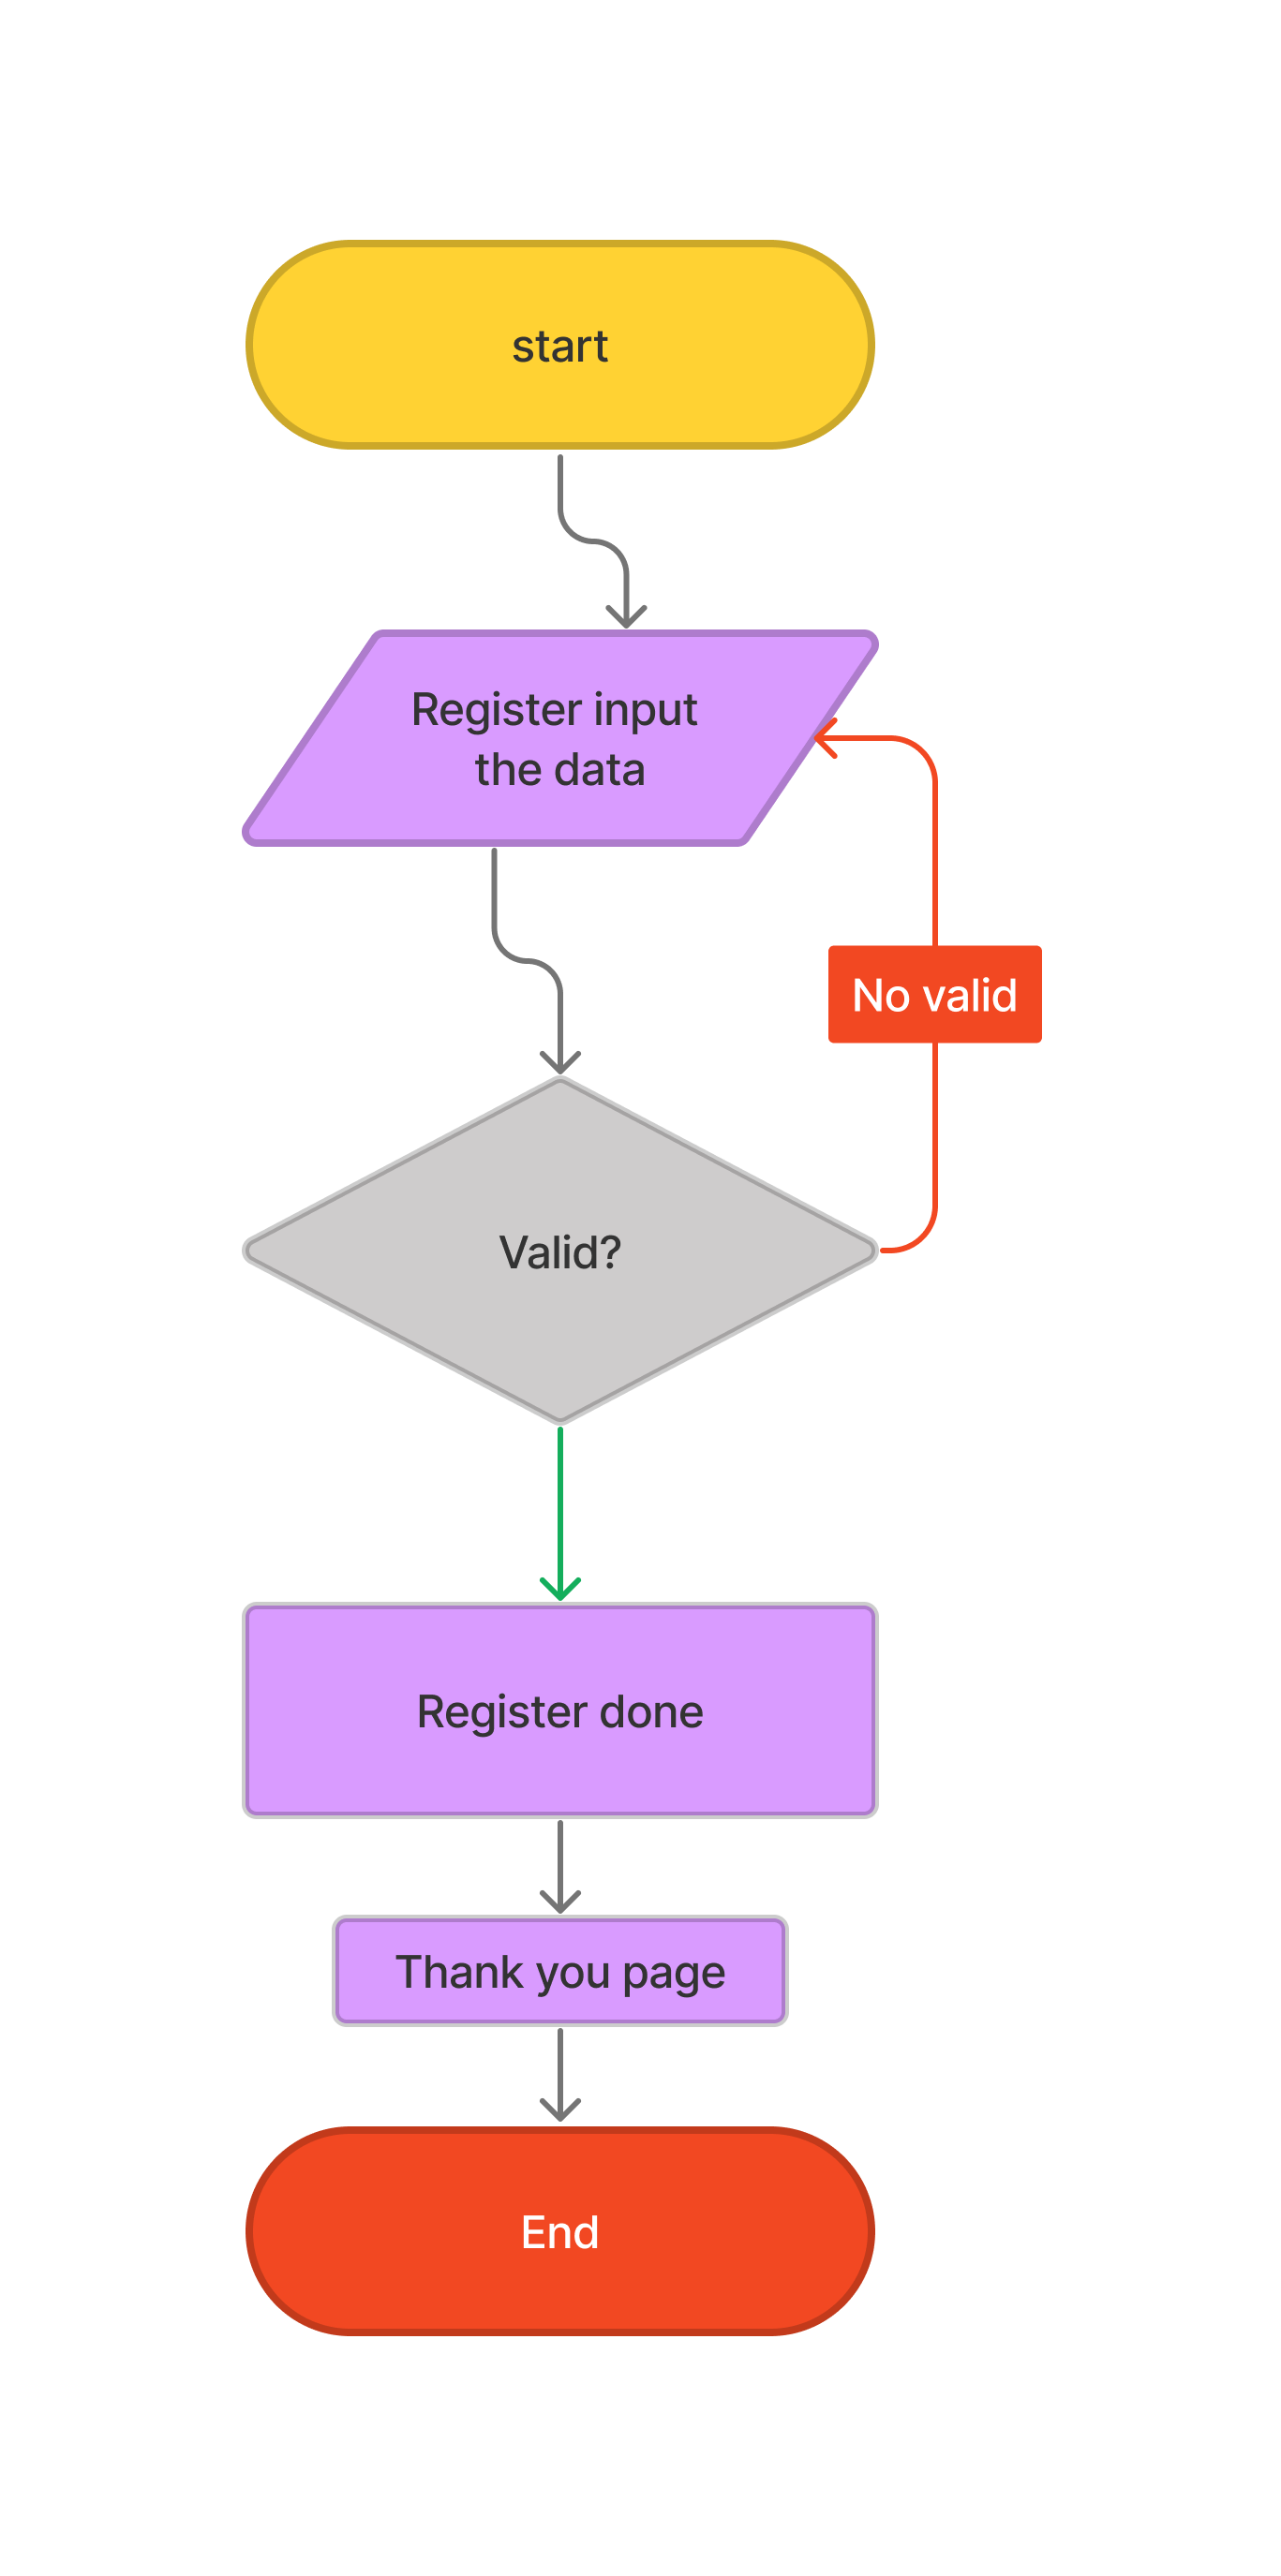 start
Register input
the data
No valid
Valid?
Register done
Thank you page
End